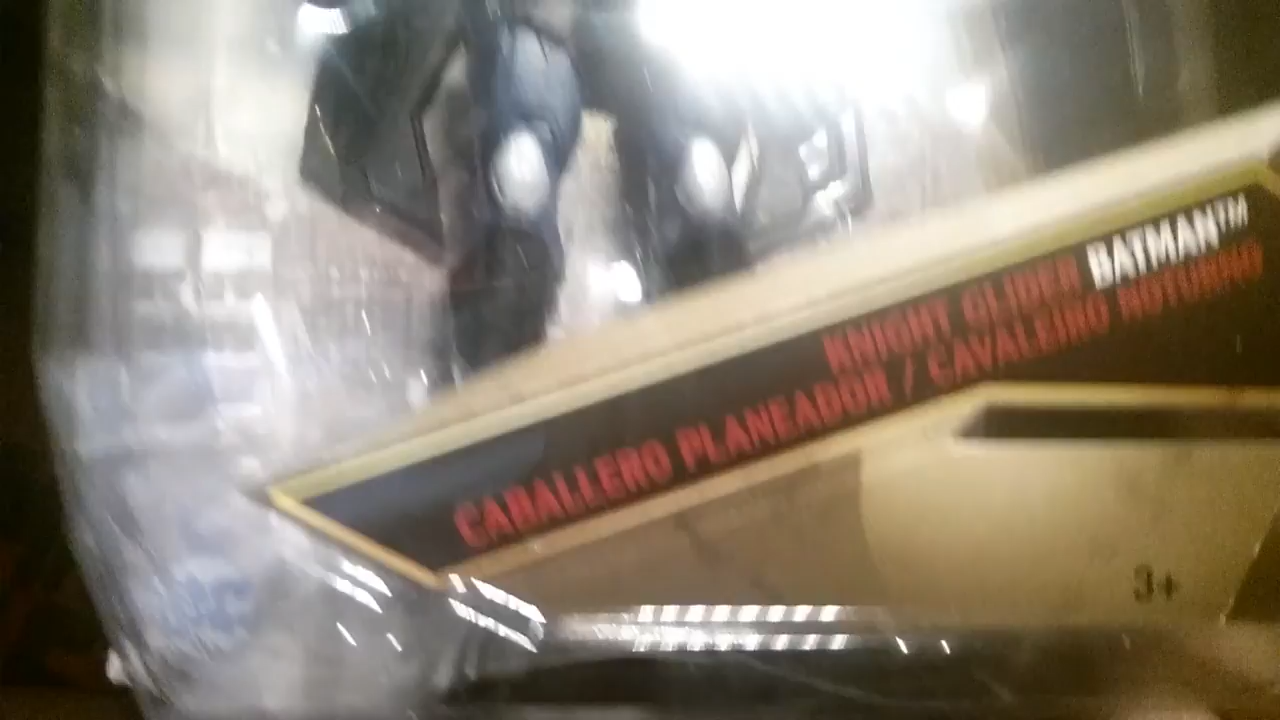 KNIGHT GLIDER BATMAN™
CABALLERO PLANEADOR / CAVALEIRO NOTURNO
3+